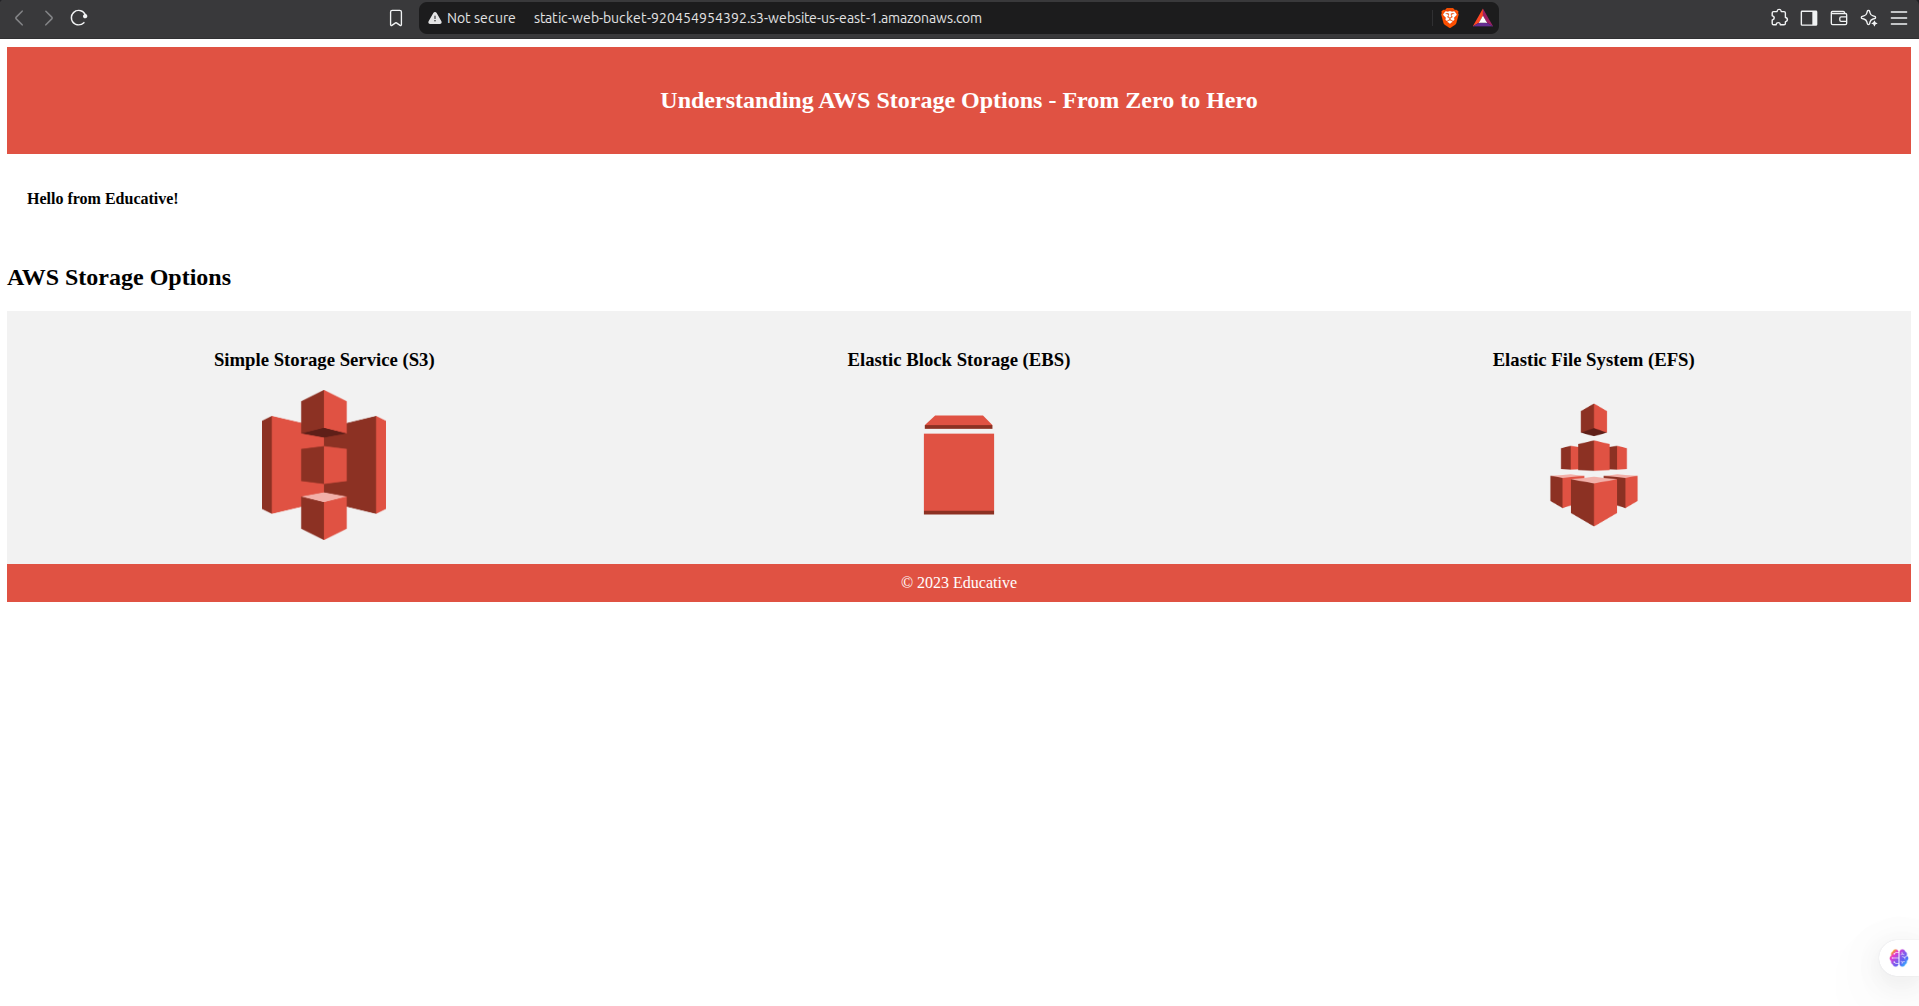 Not secure static-web-bucket-920454954392.s3-website-us-east-1.amazonaws.com
Understanding AWS Storage Options - From Zero to Hero
Hello from Educative!
AWS Storage Options
Simple Storage Service (S3)
Elastic Block Storage (EBS)
Elastic File System (EFS)
© 2023 Educative